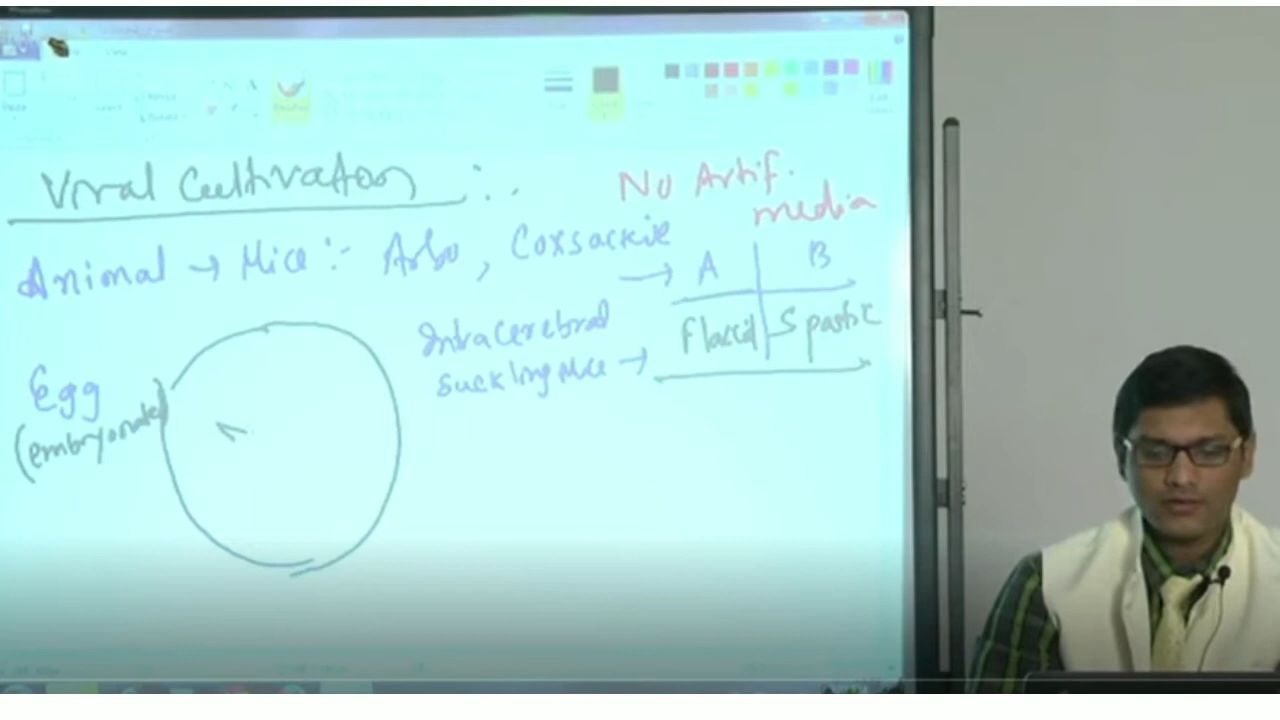 Viral Cultivation :-
No Artif.
media
Animal → Mice :- Arbo, Coxsackie
→ A B
Intracerebral
suckling Mice →
Flaccid Spastic
Egg
(embryonated)